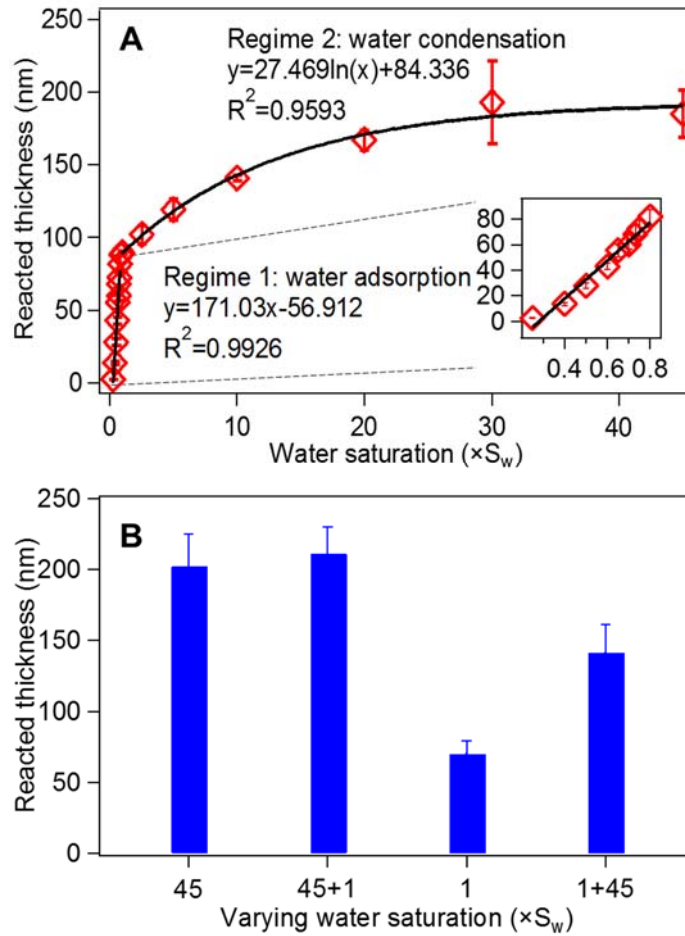 A
Regime 2: water condensation
y=27.469ln(x)+84.336
R²=0.9593
Regime 1: water adsorption
y=171.03x-56.912
R²=0.9926
Reacted thickness (nm)
250
200
150
100
50
0
80
60
40
20
0
0.4 0.6 0.8
0 10 20 30 40
Water saturation (×Sw)
B
Reacted thickness (nm)
250
200
150
100
50
0
45 45+1 1 1+45
Varying water saturation (×Sw)